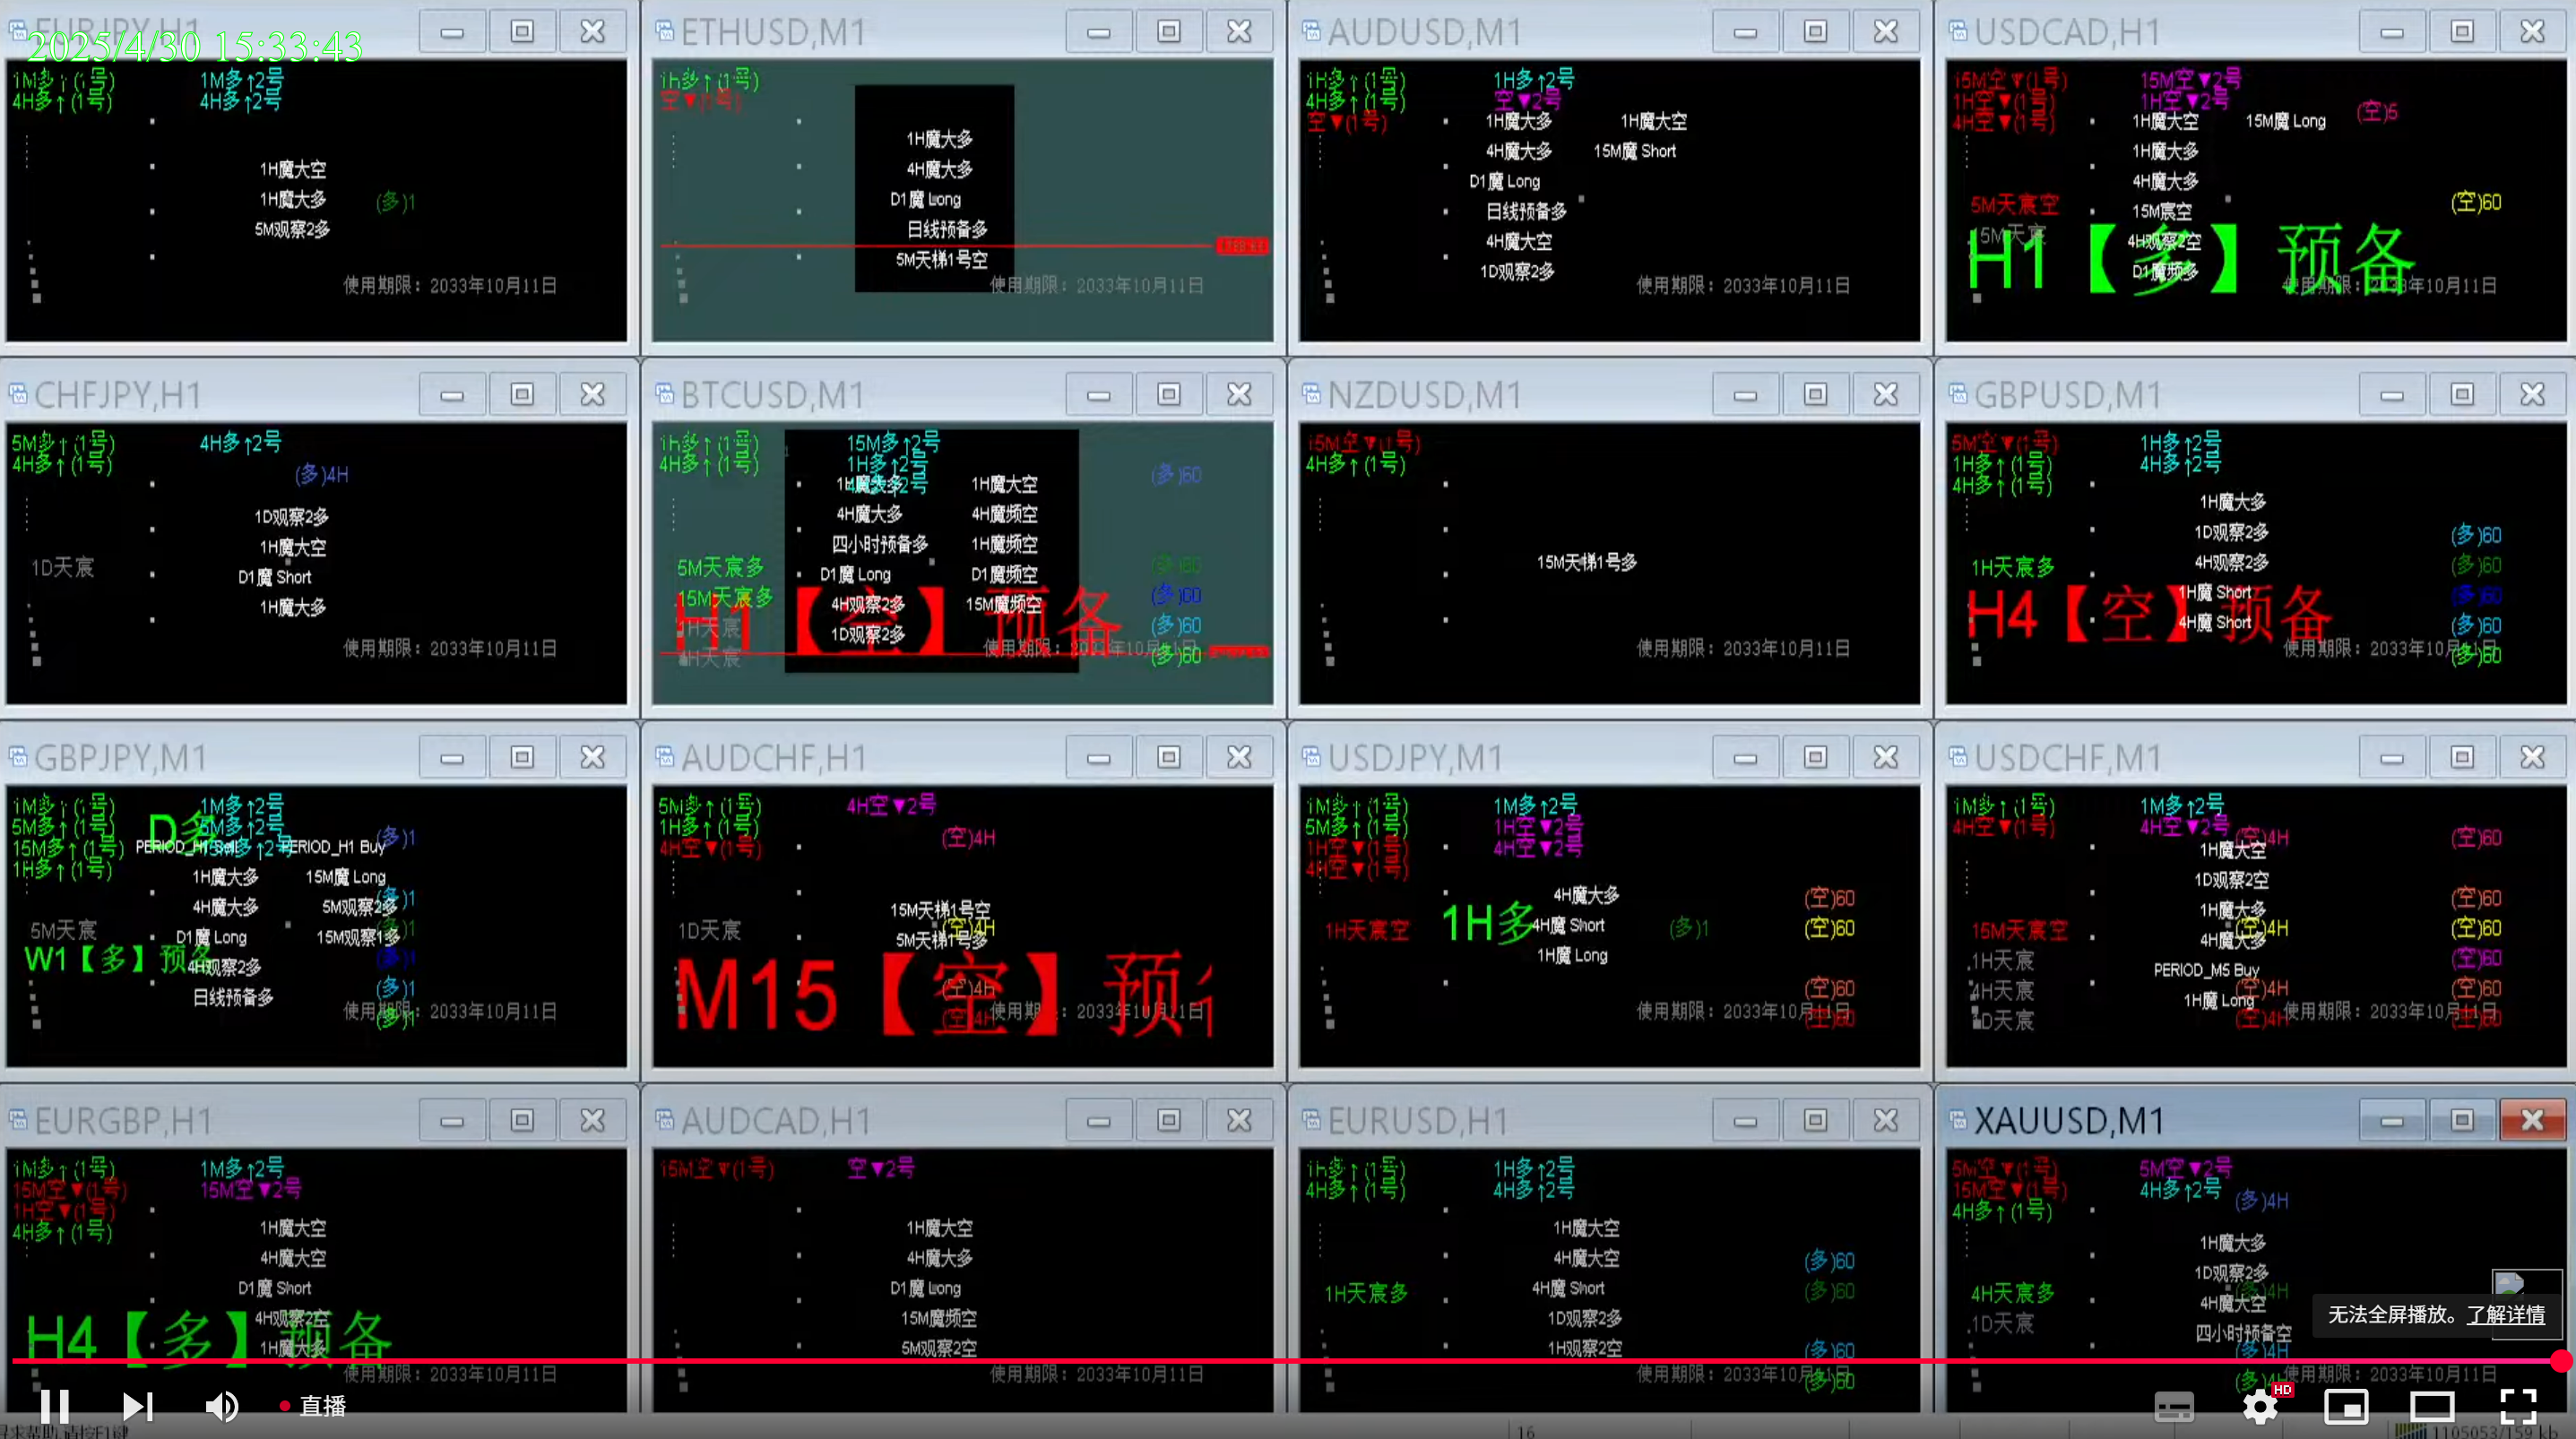 EURJPY,H1
2025/4/30 15:33:43
1M多↑(1号) 1M多↑2号
4H多↑(1号) 4H多↑2号
1H魔大空
1H魔大多 (多)1
5M观察2多
使用期限：2033年10月11日
ETHUSD,M1
1h多↑(1号)
空▼(1号)
1H魔大多
4H魔大多
D1魔 Long
日线预备多
5M天梯1号空
使用期限：2033年10月11日
AUDUSD,M1
1H多↑(1号) 1H多↑2号
4H多↑(1号) 空▼2号
空▼(1号) 1H魔大多 1H魔大空
4H魔大多 15M魔 Short
D1魔 Long
日线预备多
4H魔大空
1D观察2多
使用期限：2033年10月11日
USDCAD,H1
15M空▼(1号) 15M空▼2号
1H空▼(1号) 1H空▼2号 (空)5
4H空▼(1号) 1H魔大空 15M魔 Long
1H魔大多
4H魔大多
5M天宸空 15M宸空 (空)60
15M天宸 4H观察2空
H1【多】预备
D1魔频多
使用期限：2033年10月11日
CHFJPY,H1
5M多↑(1号) 4H多↑2号
4H多↑(1号) (多)4H
1D观察2多
1H魔大空
1D天宸 D1魔 Short
1H魔大多
使用期限：2033年10月11日
BTCUSD,M1
1h多↑(1号) 15M多↑2号
4H多↑(1号) 1H多↑2号 (多)60
1H魔大多 4H多↑2号 1H魔大空
4H魔大多 4H魔频空
四小时预备多 1H魔频空
5M天宸多 D1魔 Long D1魔频空 (多)60
15M天宸多 4H观察2多 15M魔频空 (多)60
H1【空】预备
1H天宸 1D观察2多 (多)60
4H天宸 (多)60
使用期限：2033年10月11日
NZDUSD,M1
15M空▼(1号)
4H多↑(1号)
15M天梯1号多
使用期限：2033年10月11日
GBPUSD,M1
5M空▼(1号) 1H多↑2号
1H多↑(1号) 4H多↑2号
4H多↑(1号) 1H魔大多
1D观察2多 (多)60
1H天宸多 4H观察2多 (多)60
1H魔 Short (多)60
H4【空】预备
4H魔 Short (多)60
使用期限：2033年10月11日 (多)60
GBPJPY,M1
1M多↑(1号) 1M多↑2号
5M多↑(1号) D多 5M多↑2号 (多)1
15M多↑(1号) PERIOD_H1 Sell 15M多↑2号 PERIOD_H1 Buy
1H多↑(1号) 1H魔大多 15M魔 Long
4H魔大多 5M观察2多 (多)1
5M天宸 D1魔 Long 15M观察1多 (多)1
W1【多】预备 4H观察2多 (多)1
日线预备多 (多)1
使用期限：2033年10月11日 (多)1
AUDCHF,H1
5M多↑(1号) 4H空▼2号
1H多↑(1号) (空)4H
4H空▼(1号)
15M天梯1号空
1D天宸 5M天梯1号多 (空)4H
M15【空】预
(空)4H
(空)4H 使用期限：2033年10月11日
USDJPY,M1
1M多↑(1号) 1M多↑2号
5M多↑(1号) 1H空▼2号
1H空▼(1号) 4H空▼2号
4H空▼(1号)
4H魔大多 (空)60
1H天宸空 1H多 4H魔 Short (多)1 (空)60
1H魔 Long
(空)60
使用期限：2033年10月11日 (空)60
USDCHF,M1
1M多↑(1号) 1M多↑2号
4H空▼(1号) 4H空▼2号 (空)4H (空)60
1H魔大空
1D观察2空 (空)60
1H魔大多
15M天宸空 4H魔大多 (空)4H (空)60
1H天宸 PERIOD_M5 Buy (空)60
4H天宸 1H魔 Long (空)4H (空)60
1D天宸 (空)4H 使用期限：2033年10月11日 (空)60
EURGBP,H1
1M多↑(1号) 1M多↑2号
15M空▼(1号) 15M空▼2号
1H空▼(1号) 1H魔大空
4H多↑(1号) 4H魔大空
D1魔 Short
4H观察2空
H4【多】预备
1H魔大多
使用期限：2033年10月11日
AUDCAD,H1
15M空▼(1号) 空▼2号
1H魔大空
4H魔大多
D1魔 Long
15M魔频空
5M观察2空
使用期限：2033年10月11日
EURUSD,H1
1h多↑(1号) 1H多↑2号
4H多↑(1号) 4H多↑2号
1H魔大空
4H魔大空 (多)60
1H天宸多 4H魔 Short (多)60
1D观察2多
1H观察2空 (多)60
使用期限：2033年10月11日 (多)60
XAUUSD,M1
5M空▼(1号) 5M空▼2号
15M空▼(1号) 4H多↑2号 (多)4H
4H多↑(1号)
1H魔大多
1D观察2多
4H天宸多 4H魔大空 (多)4H
1D天宸 四小时预备空
(多)4H
(多)4H 使用期限：2033年10月11日
无法全屏播放。了解详情
直播
HD
16
1105053/159 kb